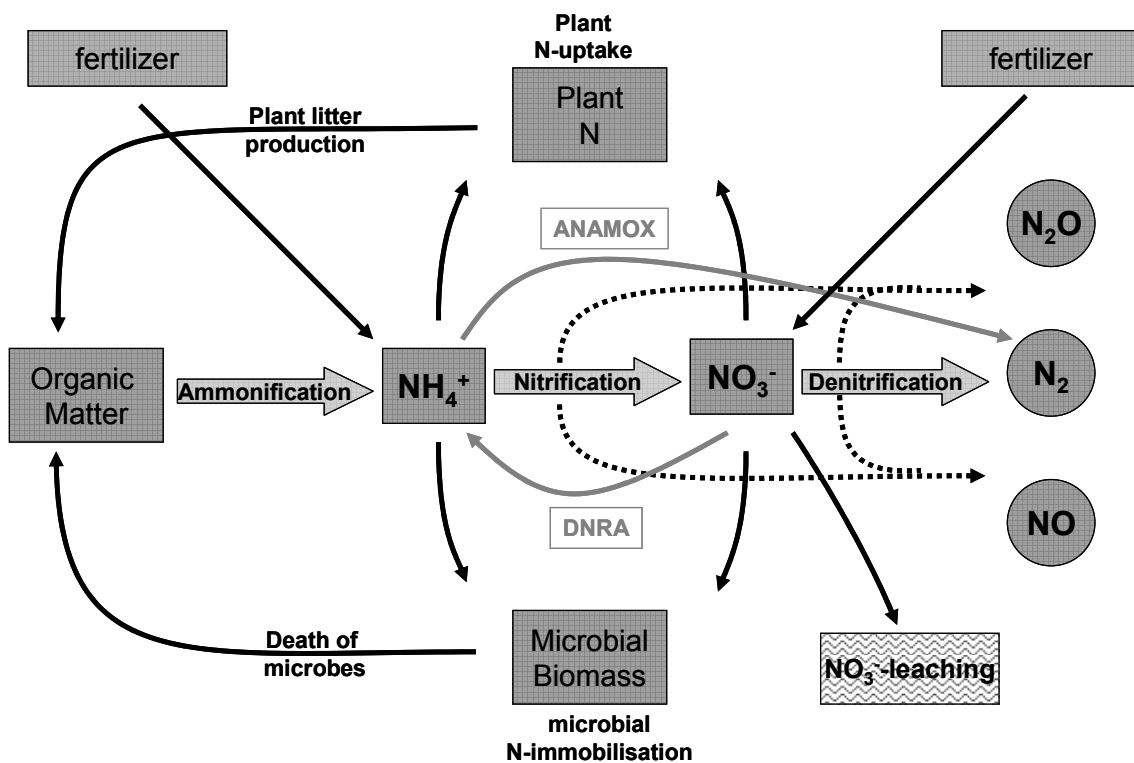 Plant
N-uptake
fertilizer
fertilizer
Plant
N
Plant litter
production
ANAMOX
N₂O
Organic
Matter
Ammonification
NH₄⁺
Nitrification
NO₃⁻
Denitrification
N₂
DNRA
NO
Death of
microbes
Microbial
Biomass
NO₃⁻-leaching
microbial
N-immobilisation